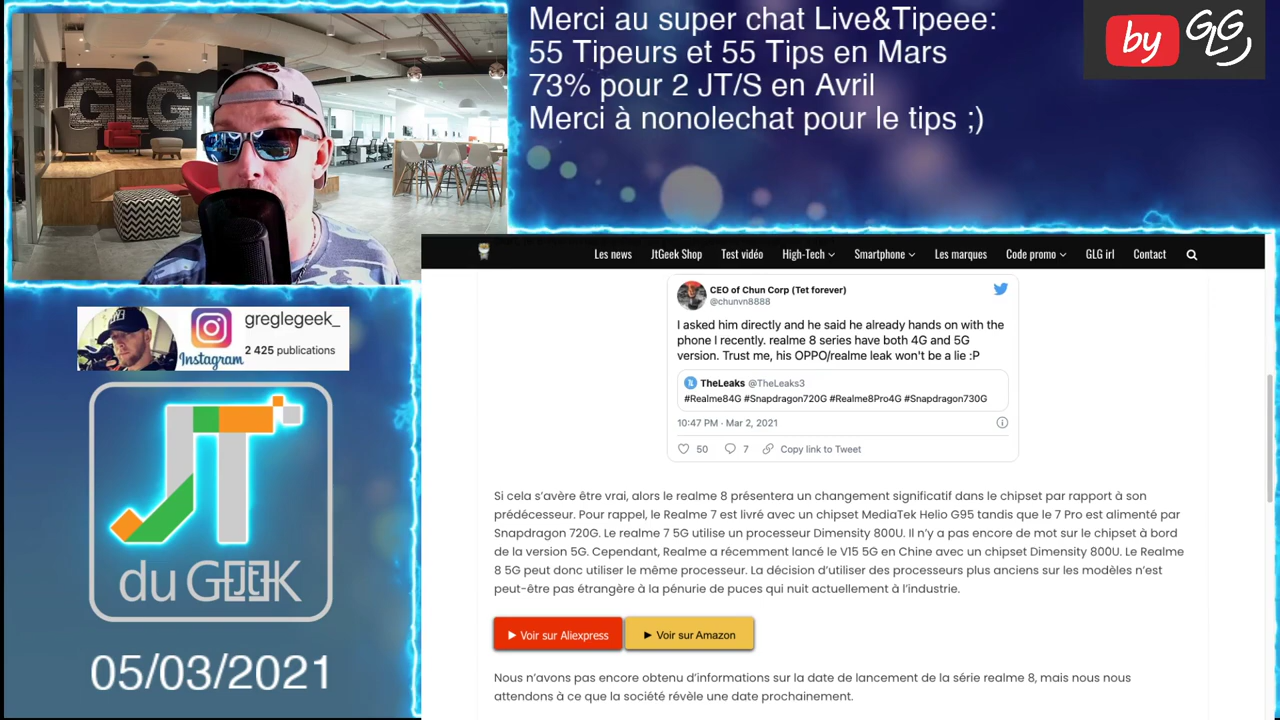 GLG
Merci au super chat Live&Tipeee:
55 Tipeurs et 55 Tips en Mars
73% pour 2 JT/S en Avril
Merci à nonolechat pour le tips ;)
by GLG
greglegeek_
2 425 publications
Instagram
JT
du GEEK
05/03/2021
Les news JtGeek Shop Test vidéo High-Tech Smartphone Les marques Code promo GLG irl Contact
CEO of Chun Corp (Tet forever)
@chunvn8888
I asked him directly and he said he already hands on with the
phone I recently. realme 8 series have both 4G and 5G
version. Trust me, his OPPO/realme leak won't be a lie :P
TheLeaks @TheLeaks3
#Realme84G #Snapdragon720G #Realme8Pro4G #Snapdragon730G
10:47 PM · Mar 2, 2021
50 7 Copy link to Tweet
Si cela s’avère être vrai, alors le realme 8 présentera un changement significatif dans le chipset par rapport à son
prédécesseur. Pour rappel, le Realme 7 est livré avec un chipset MediaTek Helio G95 tandis que le 7 Pro est alimenté par
Snapdragon 720G. Le realme 7 5G utilise un processeur Dimensity 800U. Il n’y a pas encore de mot sur le chipset à bord
de la version 5G. Cependant, Realme a récemment lancé le V15 5G en Chine avec un chipset Dimensity 800U. Le Realme
8 5G peut donc utiliser le même processeur. La décision d’utiliser des processeurs plus anciens sur les modèles n’est
peut-être pas étrangère à la pénurie de puces qui nuit actuellement à l’industrie.
► Voir sur Aliexpress ► Voir sur Amazon
Nous n’avons pas encore obtenu d’informations sur la date de lancement de la série realme 8, mais nous nous
attendons à ce que la société révèle une date prochainement.